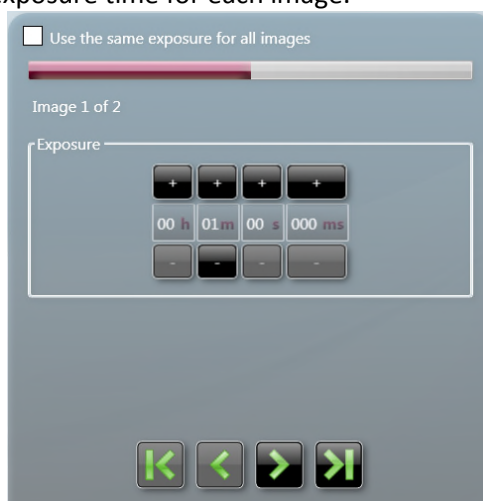 exposure time for each image.
Use the same exposure for all images
Image 1 of 2
Exposure
+ + + +
00 h 01 m 00 s 000 ms
- - - -